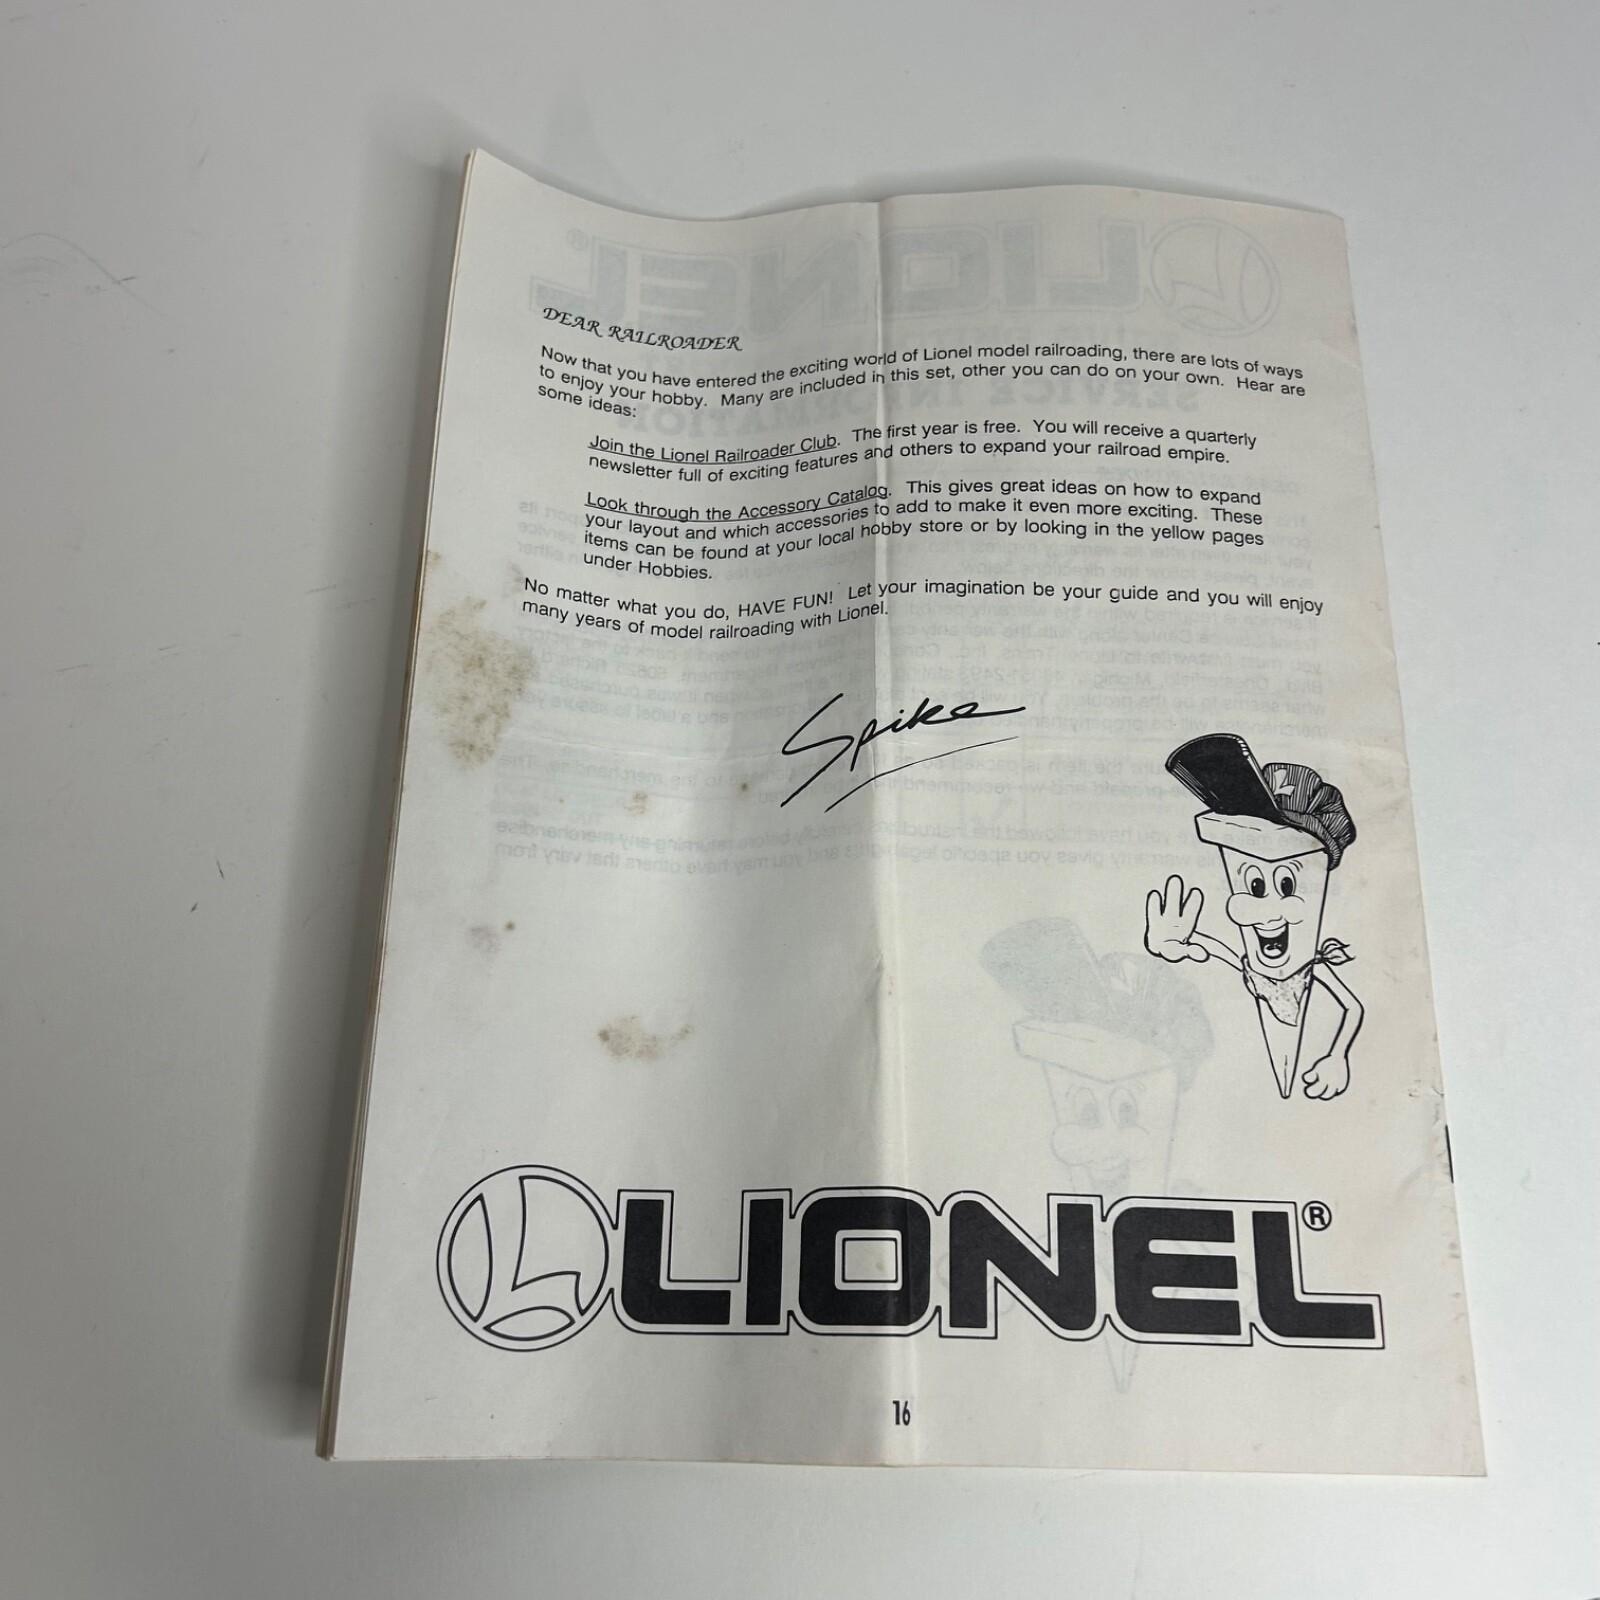 DEAR RAILROADER
Now that you have entered the exciting world of Lionel model railroading, there are lots of ways
to enjoy your hobby. Many are included in this set, other you can do on your own. Hear are
some ideas:
Join the Lionel Railroader Club. The first year is free. You will receive a quarterly
newsletter full of exciting features and others to expand your railroad empire.
Look through the Accessory Catalog. This gives great ideas on how to expand
your layout and which accessories to add to make it even more exciting. These
items can be found at your local hobby store or by looking in the yellow pages
under Hobbies.
No matter what you do, HAVE FUN! Let your imagination be your guide and you will enjoy
many years of model railroading with Lionel.
Spike
L LIONEL®
16